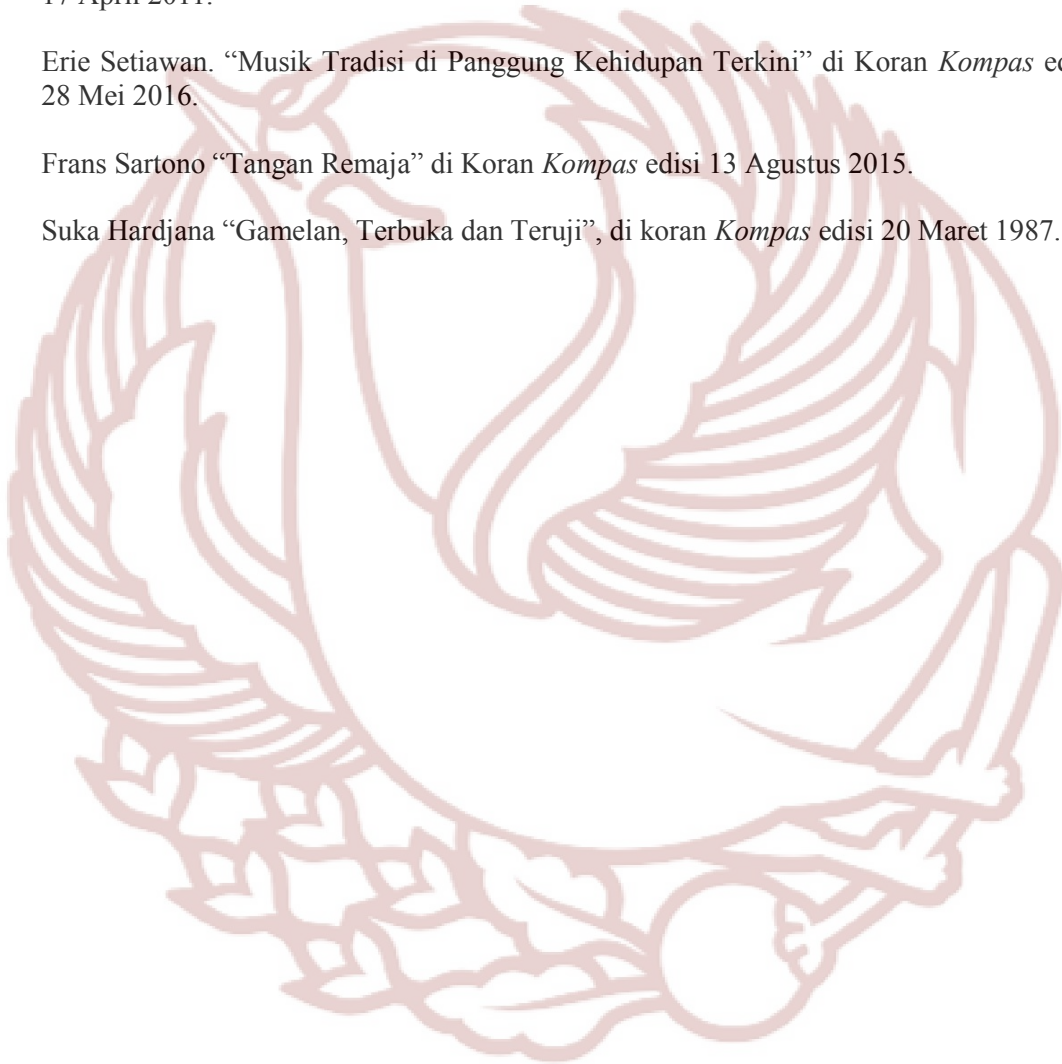 17 April 2011.
Erie Setiawan. “Musik Tradisi di Panggung Kehidupan Terkini” di Koran Kompas
28 Mei 2016.
Frans Sartono “Tangan Remaja” di Koran Kompas edisi 13 Agustus 2015.
Suka Hardjana “Gamelan, Terbuka dan Teruji”, di koran Kompas edisi 20 Maret 1987.